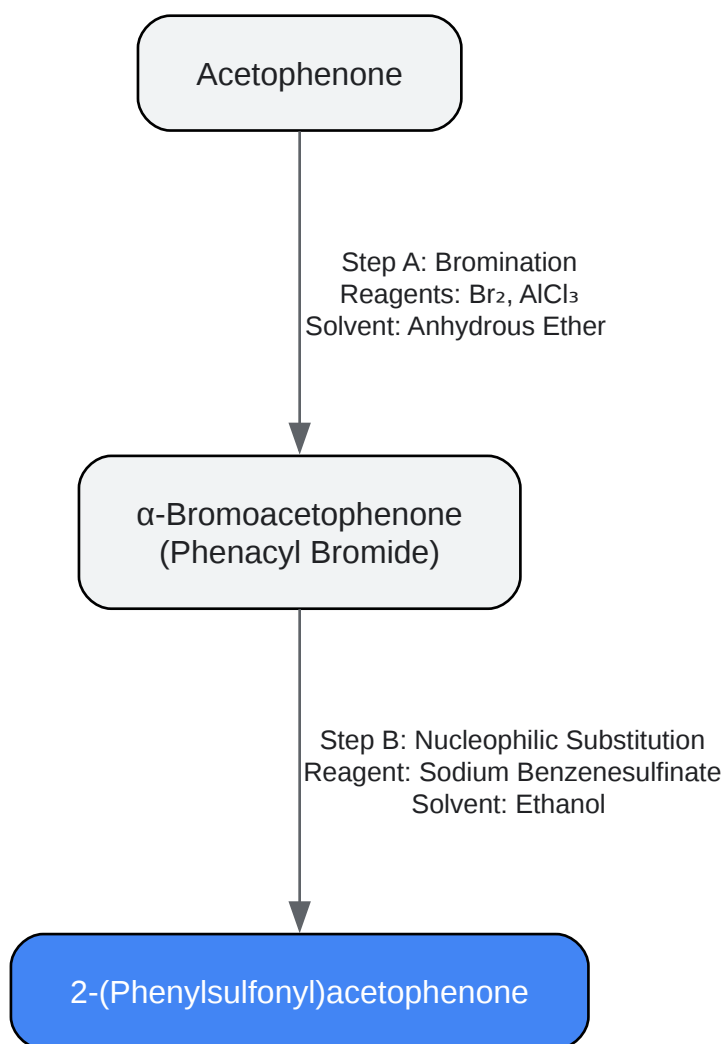 Acetophenone
Step A: Bromination
Reagents: Br₂, AlCl₃
Solvent: Anhydrous Ether
α-Bromoacetophenone
(Phenacyl Bromide)
Step B: Nucleophilic Substitution
Reagent: Sodium Benzenesulfinate
Solvent: Ethanol
2-(Phenylsulfonyl)acetophenone